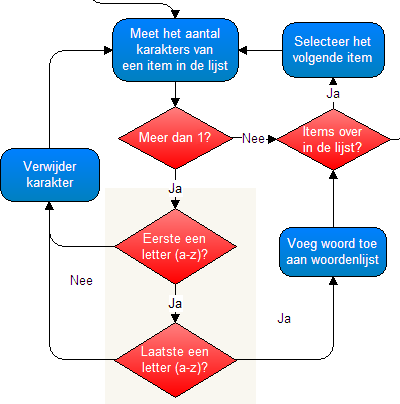 Meet het aantal
karakters van
een item in de lijst
Selecteer het
volgende item
Ja
Meer dan 1?
Nee
Items over
in de lijst?
Verwijder
karakter
Ja
Eerste een
letter (a-z)?
Voeg woord toe
aan woordenlijst
Nee
Ja
Ja
Laatste een
letter (a-z)?